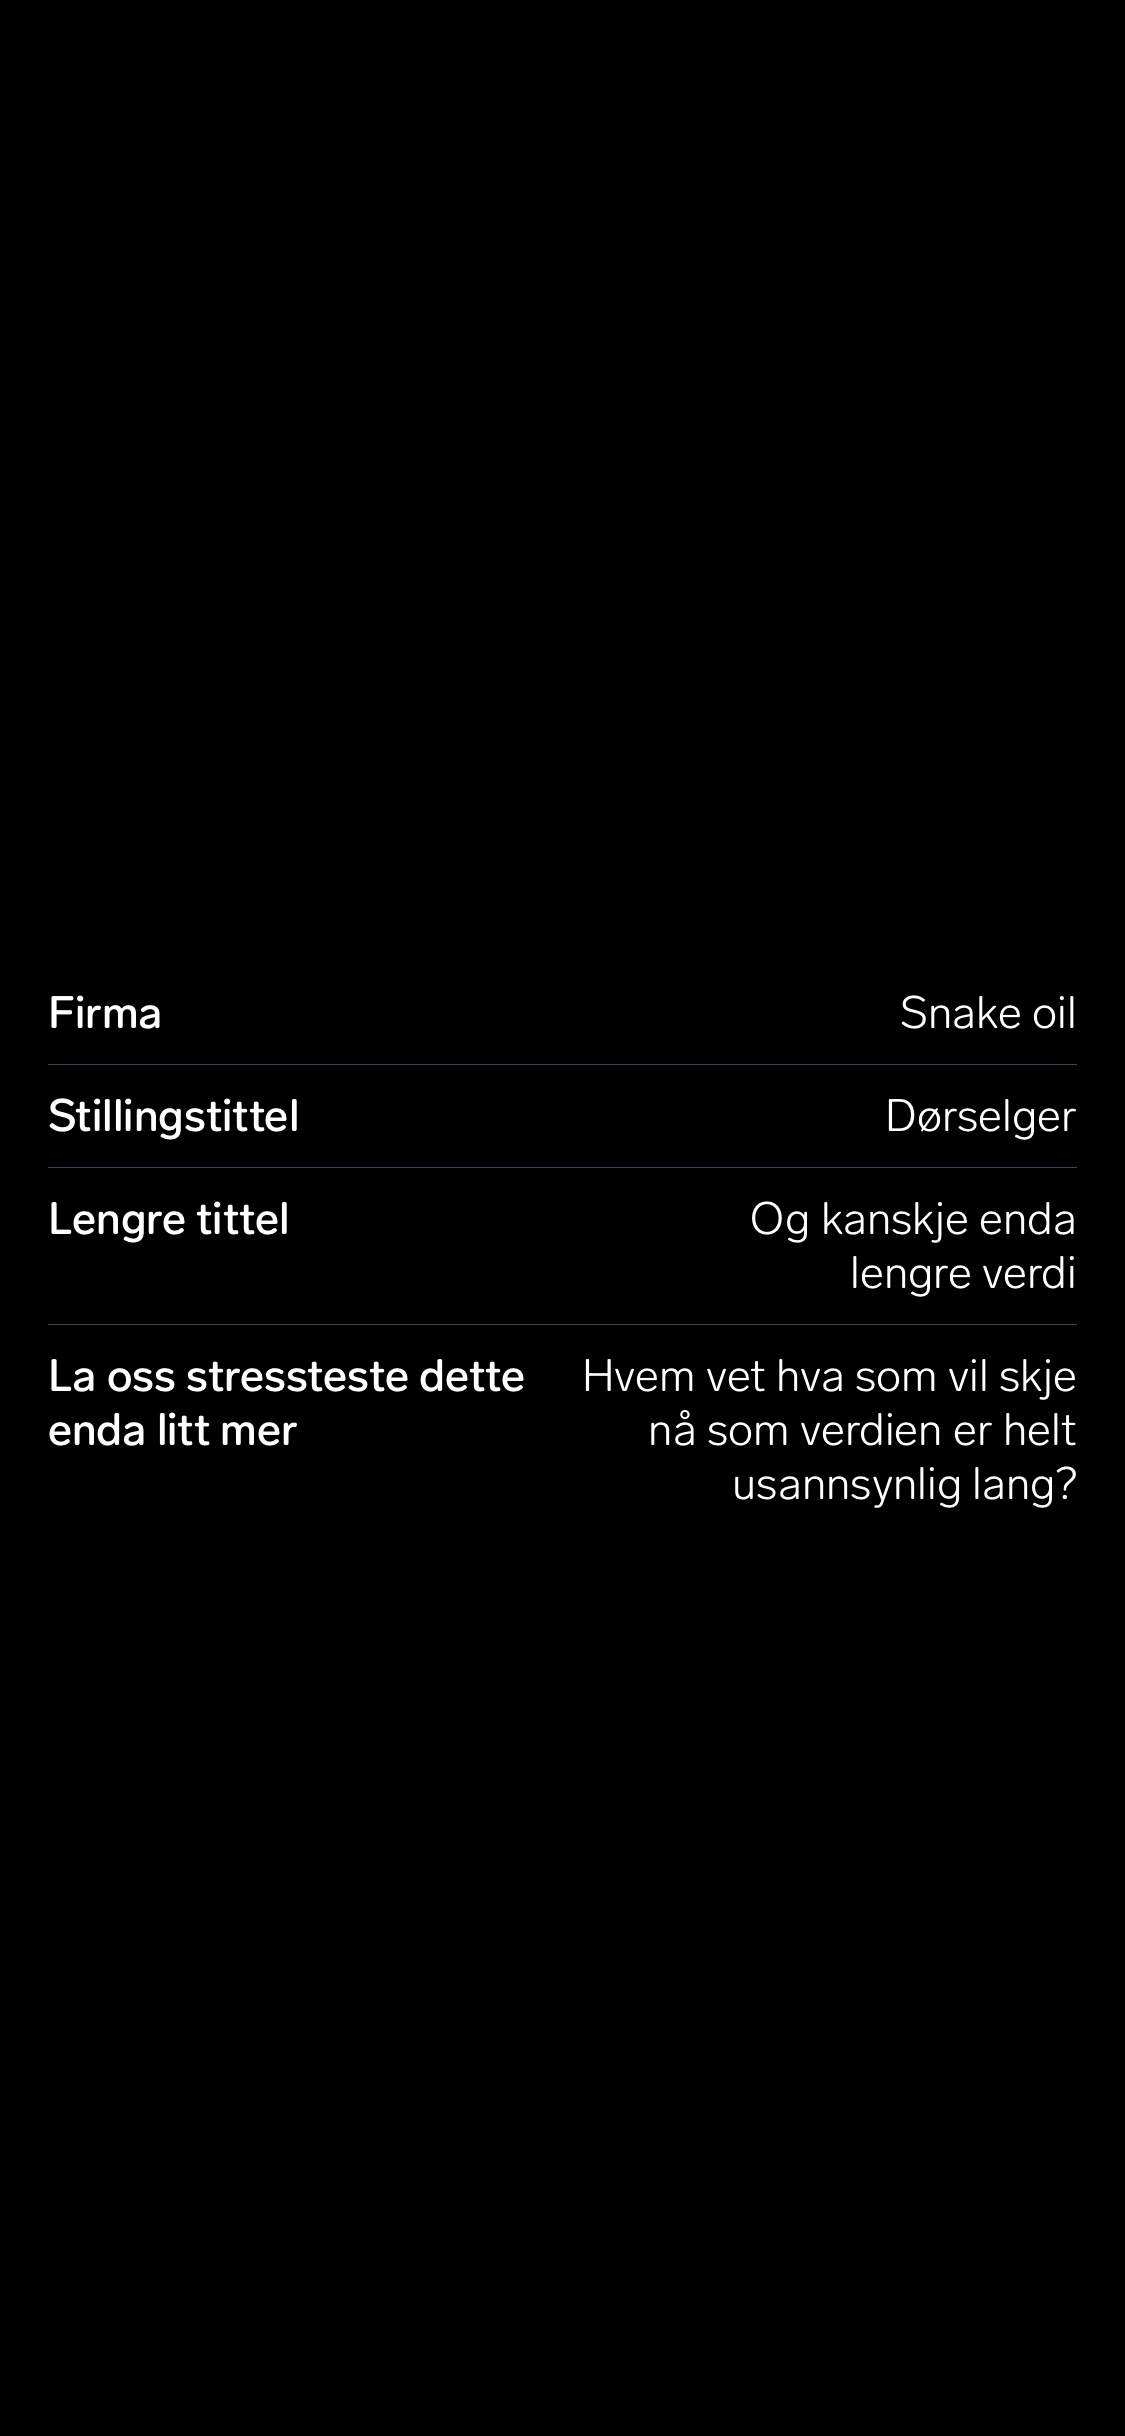 Firma
Snake oil
Stillingstittel
Dørselger
Lengre tittel
Og kanskje enda
lengre verdi
La oss stressteste dette
enda litt mer
Hvem vet hva som vil skje
nå som verdien er helt
usannsynlig lang?